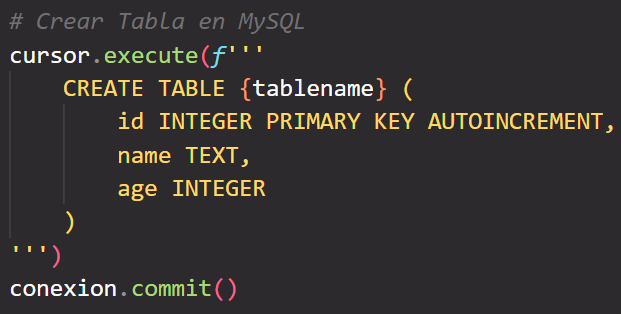 # Crear Tabla en MySQL
cursor.execute(f'''
    CREATE TABLE {tablename} (
        id INTEGER PRIMARY KEY AUTOINCREMENT,
        name TEXT,
        age INTEGER
    )
''')
conexion.commit()